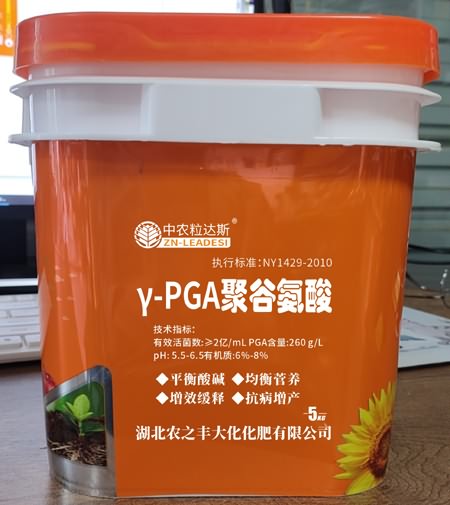 中农粒达斯®
ZN-LEADESI
执行标准:NY1429-2010
γ-PGA聚谷氨酸
技术指标:
有效活菌数:≥2亿/mL PGA含量:260 g/L
pH: 5.5-6.5有机质:6%-8%
◆平衡酸碱 ◆均衡营养
◆增效缓释 ◆抗病增产
5KG
湖北农之丰大化化肥有限公司